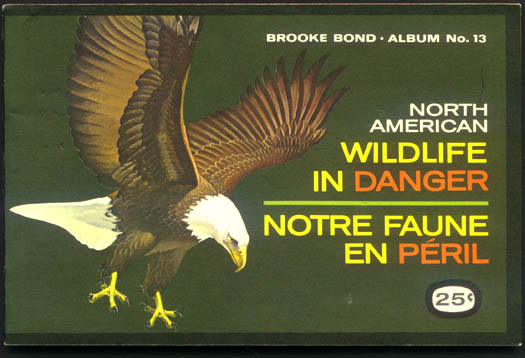 BROOKE BOND · ALBUM No. 13
NORTH
AMERICAN
WILDLIFE
IN DANGER
NOTRE FAUNE
EN PÉRIL
25¢